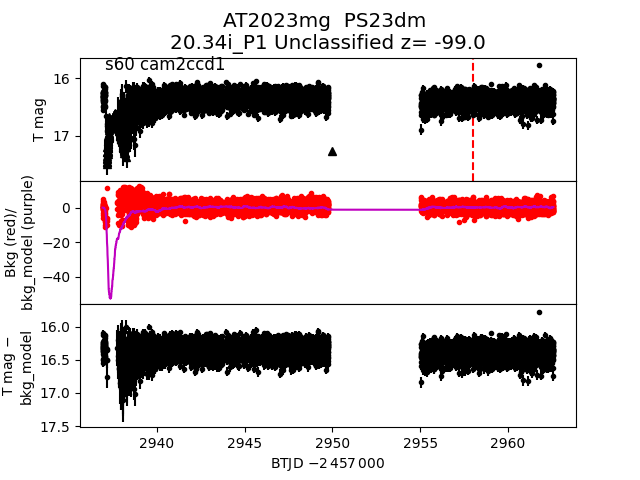 AT2023mg  PS23dm
20.34i_P1 Unclassified z= -99.0
s60 cam2ccd1
16
17
T mag
0
−20
−40
Bkg (red)/
bkg_model (purple)
16.0
16.5
17.0
17.5
T mag −
bkg_model
2940
2945
2950
2955
2960
BTJD −2 457 000